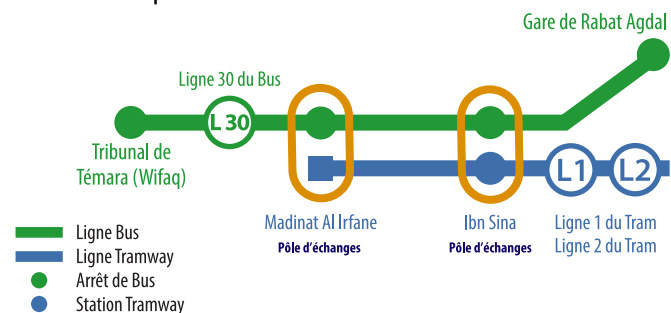 Gare de Rabat Agdal
Ligne 30 du Bus
L 30
Tribunal de
Témara (Wifaq)
L1
L2
Madinat Al Irfane
Pôle d'échanges
Ibn Sina
Pôle d'échanges
Ligne 1 du Tram
Ligne 2 du Tram
Ligne Bus
Ligne Tramway
Arrêt de Bus
Station Tramway